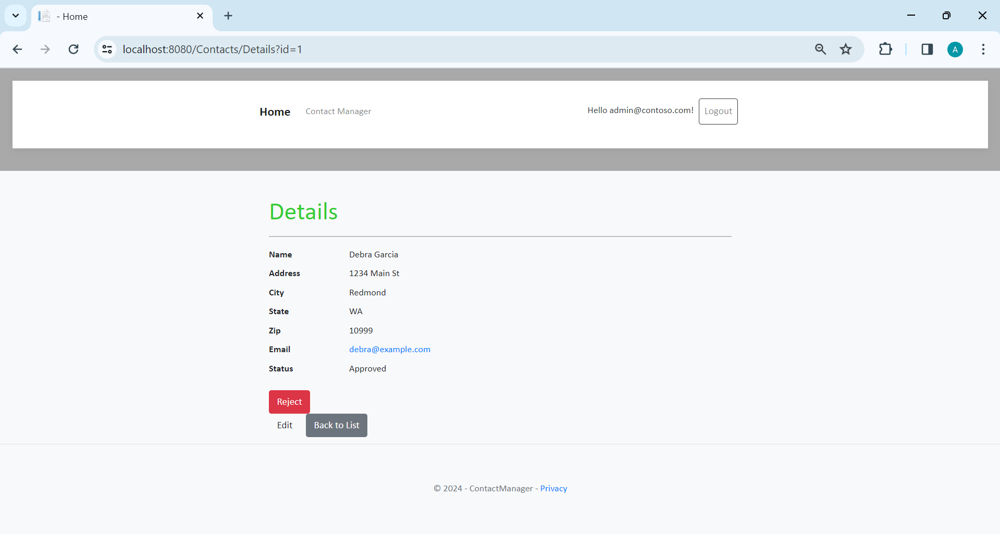 - Home
localhost:8080/Contacts/Details?id=1
A
Home Contact Manager Hello admin@contoso.com! Logout
Details
Name Debra Garcia
Address 1234 Main St
City Redmond
State WA
Zip 10999
Email debra@example.com
Status Approved
Reject
Edit Back to List
© 2024 - ContactManager - Privacy